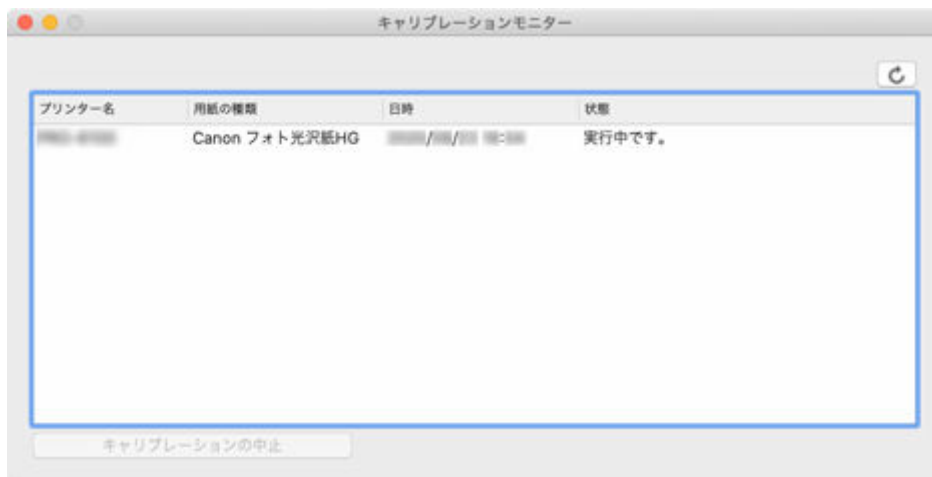 キャリブレーションモニター
プリンター名 用紙の種類 日時 状態
Canon フォト光沢紙HG / / : 実行中です。
キャリブレーションの中止